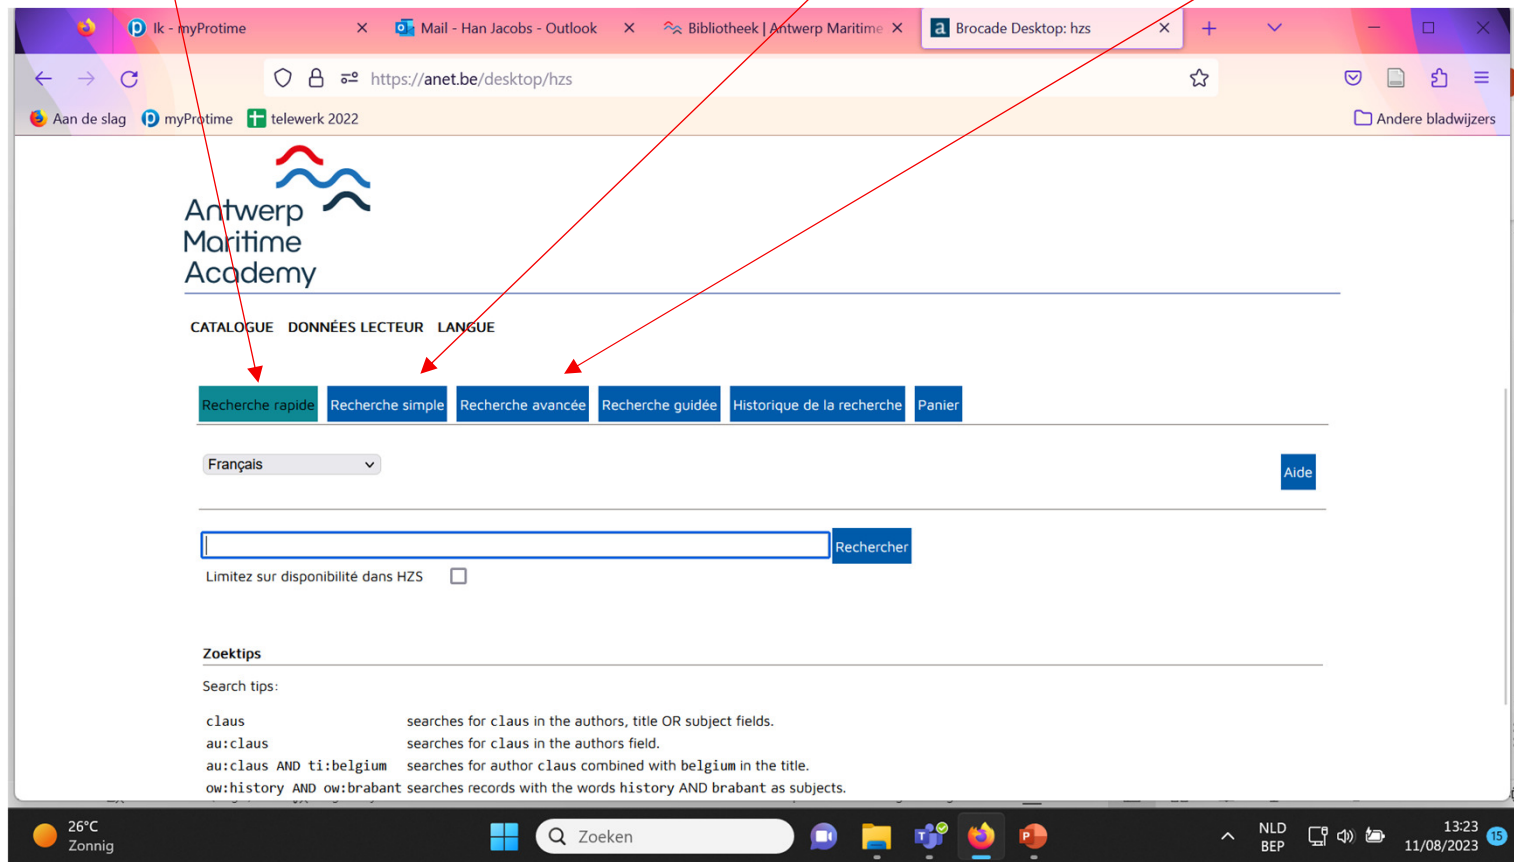 Ik - myProtime
Mail - Han Jacobs - Outlook
Bibliotheek | Antwerp Maritime
a Brocade Desktop: hzs
https://anet.be/desktop/hzs
Aan de slag
myProtime
telewerk 2022
Andere bladwijzers
Antwerp
Maritime
Academy
CATALOGUE DONNÉES LECTEUR LANGUE
Recherche rapide
Recherche simple
Recherche avancée
Recherche guidée
Historique de la recherche
Panier
Français
Aide
Rechercher
Limitez sur disponibilité dans HZS
Zoektips
Search tips:
claus searches for claus in the authors, title OR subject fields.
au:claus searches for claus in the authors field.
au:claus AND ti:belgium searches for author claus combined with belgium in the title.
ow:history AND ow:brabant searches records with the words history AND brabant as subjects.
26°C
Zonnig
Zoeken
NLD
BEP
13:23
11/08/2023
15